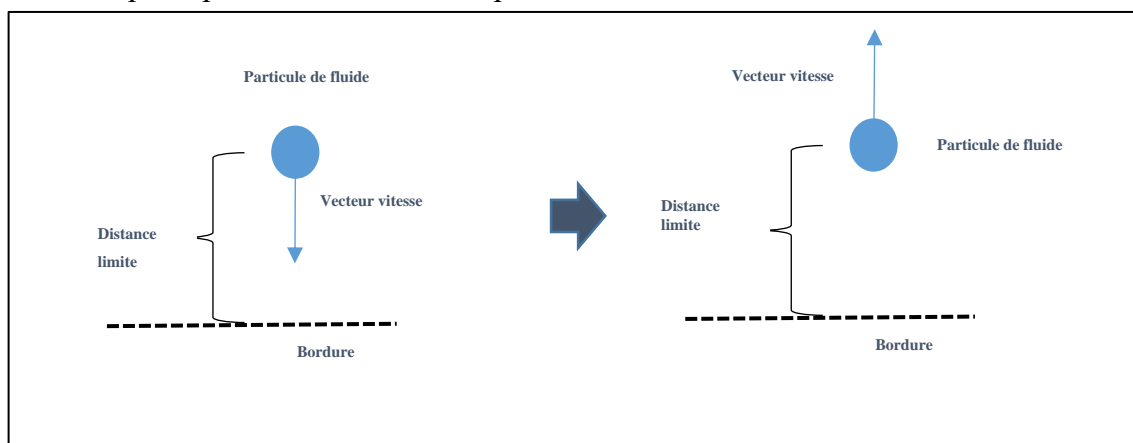 Particule de fluide
Vecteur vitesse
Distance
limite
Bordure
Vecteur vitesse
Particule de fluide
Distance
limite
Bordure